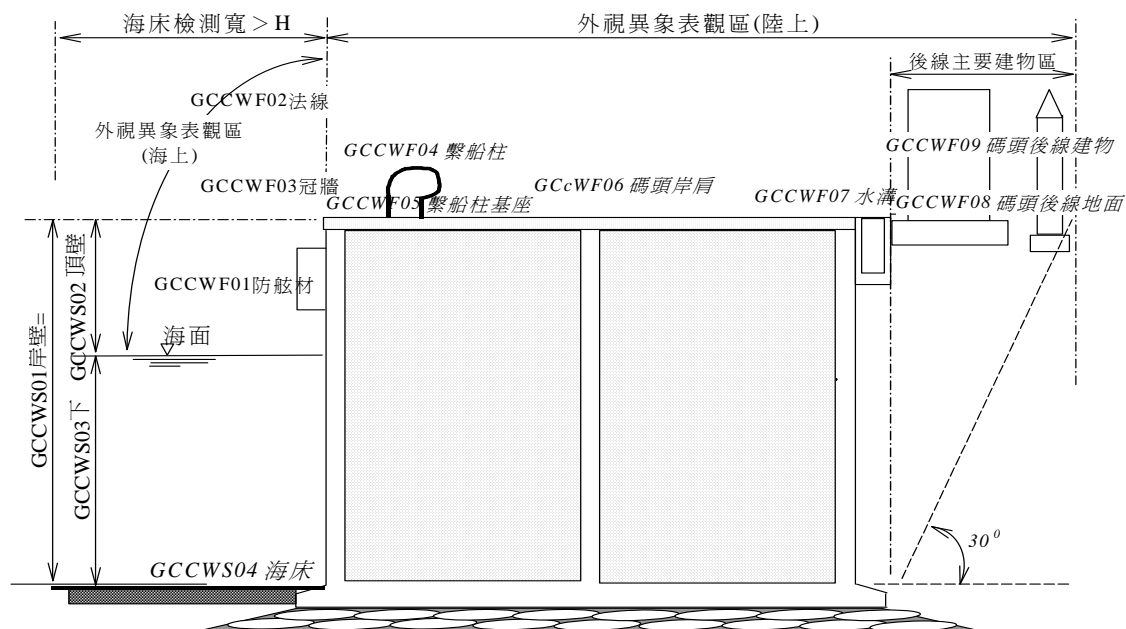 海床檢測寬＞H
外視異象表觀區(陸上)
後線主要建物區
GCCWF02法線
外視異象表觀區
(海上)
GCCWF04 繫船柱
GCCWF09 碼頭後線建物
GCCWF03冠牆
GCcWF06 碼頭岸肩
GCCWF07 水溝
GCCWF05 繫船柱基座
GCCWF08 碼頭後線地面
GCCWS02 頂壁
GCCWF01防舷材
GCCWS01岸壁=
海面
GCCWS03下
30⁰
GCCWS04 海床